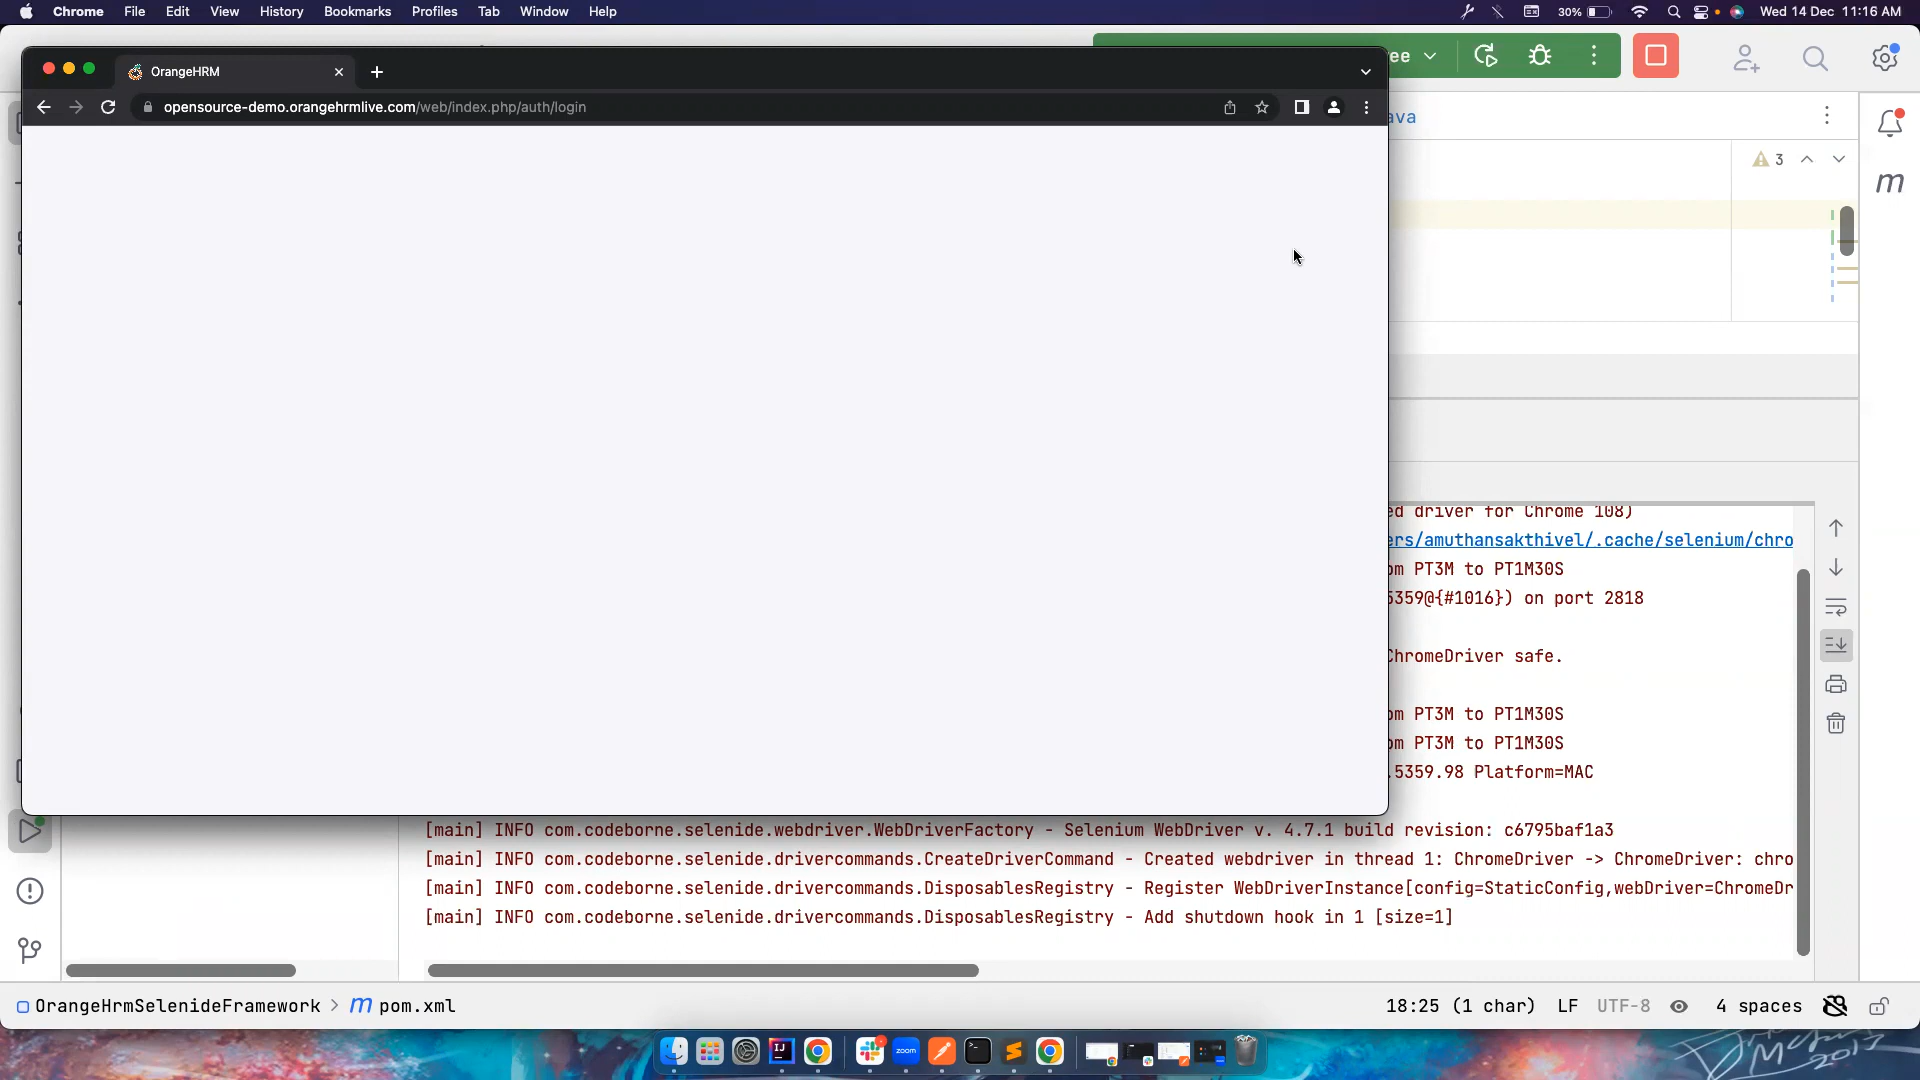 Chrome File Edit View History Bookmarks Profiles Tab Window Help 30% Wed 14 Dec 11:16 AM
ee
OrangeHRM
opensource-demo.orangehrmlive.com/web/index.php/auth/login
ava
3
m
ed driver for Chrome 108)
ers/amuthansakthivel/.cache/selenium/chro
om PT3M to PT1M30S
5359@{#1016}) on port 2818
ChromeDriver safe.
om PT3M to PT1M30S
om PT3M to PT1M30S
.5359.98 Platform=MAC
[main] INFO com.codeborne.selenide.webdriver.WebDriverFactory - Selenium WebDriver v. 4.7.1 build revision: c6795baf1a3
[main] INFO com.codeborne.selenide.drivercommands.CreateDriverCommand - Created webdriver in thread 1: ChromeDriver -> ChromeDriver: chro
[main] INFO com.codeborne.selenide.drivercommands.DisposablesRegistry - Register WebDriverInstance[config=StaticConfig,webDriver=ChromeDr
[main] INFO com.codeborne.selenide.drivercommands.DisposablesRegistry - Add shutdown hook in 1 [size=1]
OrangeHrmSelenideFramework > m pom.xml 18:25 (1 char) LF UTF-8 4 spaces
zoom
2017